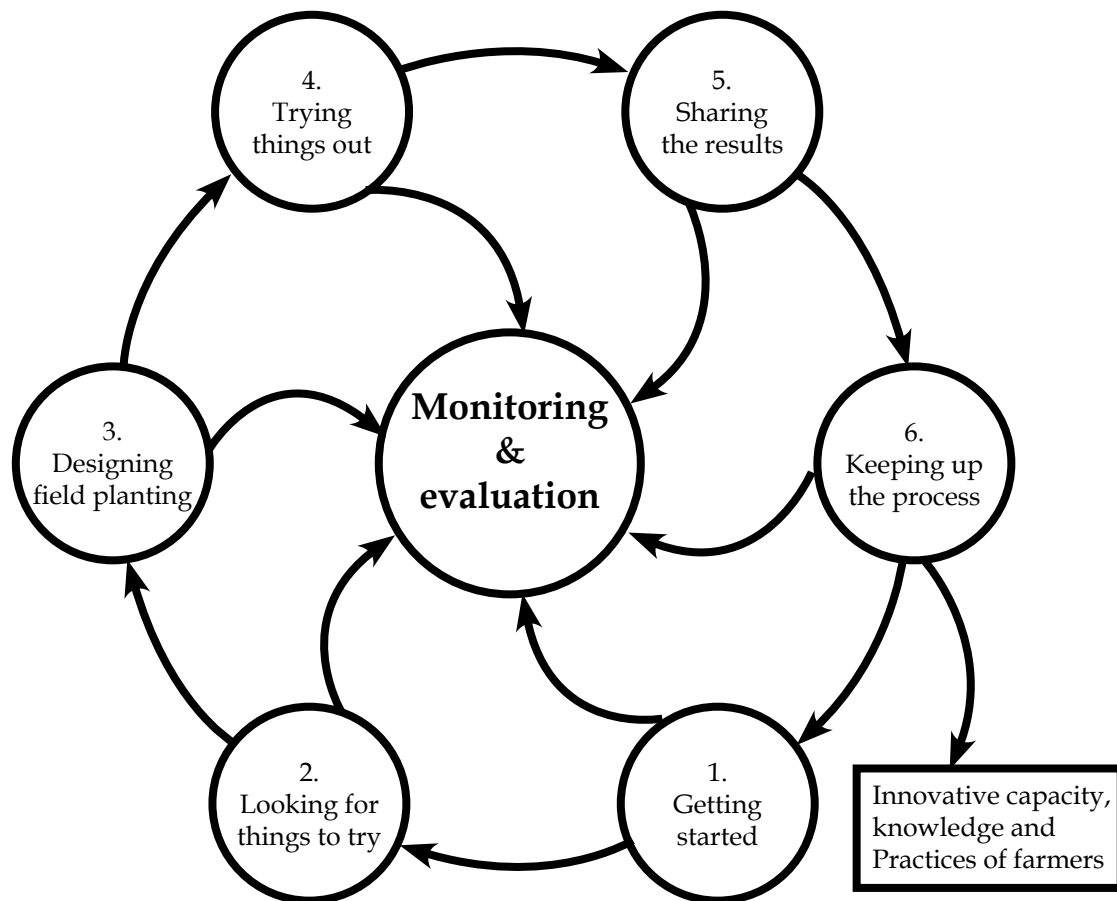 4.
Trying
things out
5.
Sharing
the results
3.
Designing
field planting
Monitoring
&
evaluation
6.
Keeping up
the process
2.
Looking for
things to try
1.
Getting
started
Innovative capacity,
knowledge and
Practices of farmers